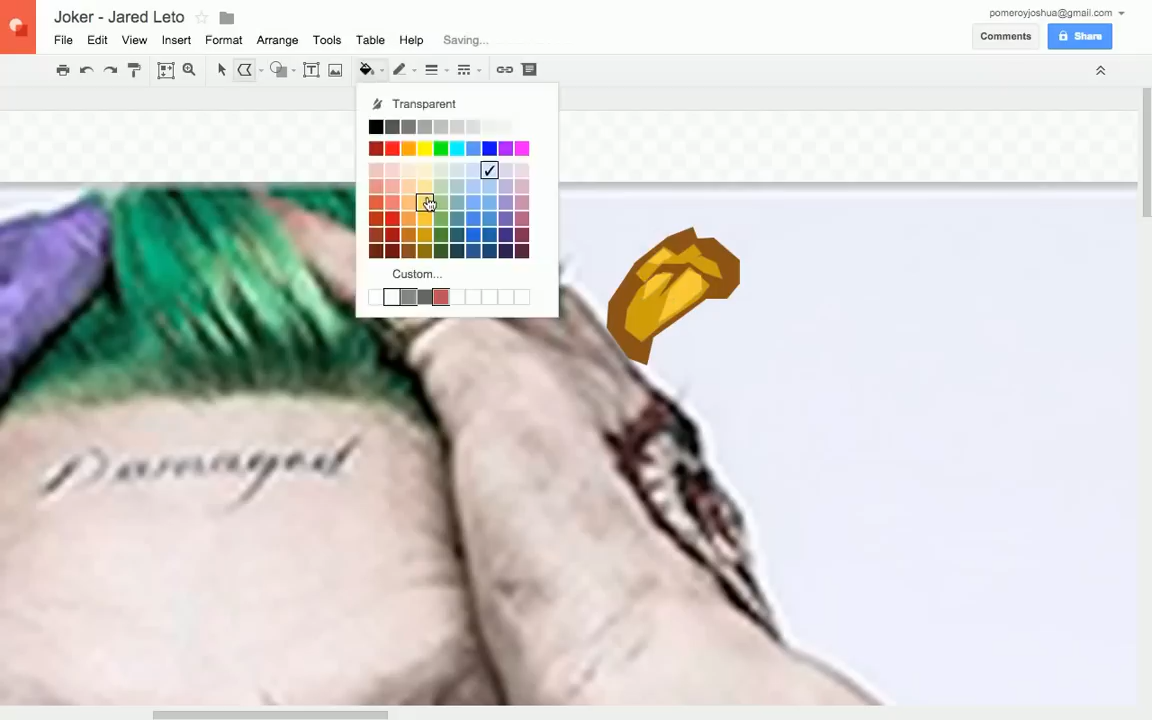 Joker - Jared Leto
pomeroyjoshua@gmail.com
File Edit View Insert Format Arrange Tools Table Help Saving...
Comments Share
Transparent
Custom...
Damaged